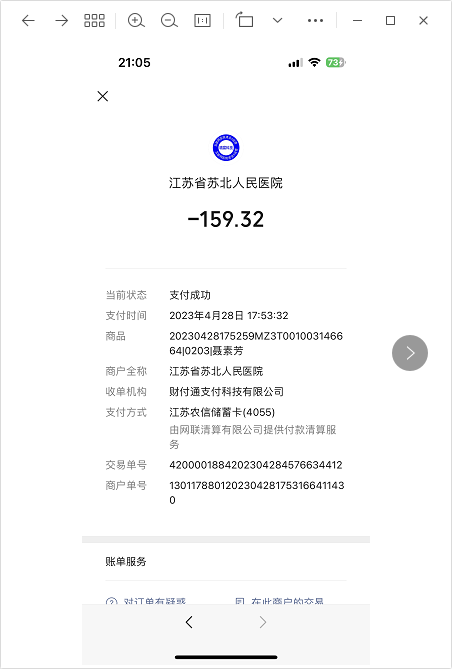 21:05
73
江苏省苏北人民医院
-159.32
当前状态 支付成功
支付时间 2023年4月28日 17:53:32
商品 20230428175259MZ3T0010031466
64|0203|聂素芳
商户全称 江苏省苏北人民医院
收单机构 财付通支付科技有限公司
支付方式 江苏农信储蓄卡(4055)
由网联清算有限公司提供付款清算服
务
交易单号 4200001884202304284576634412
商户单号 130117880120230428175316641143
0
账单服务
对订单有疑惑 在此商户的交易